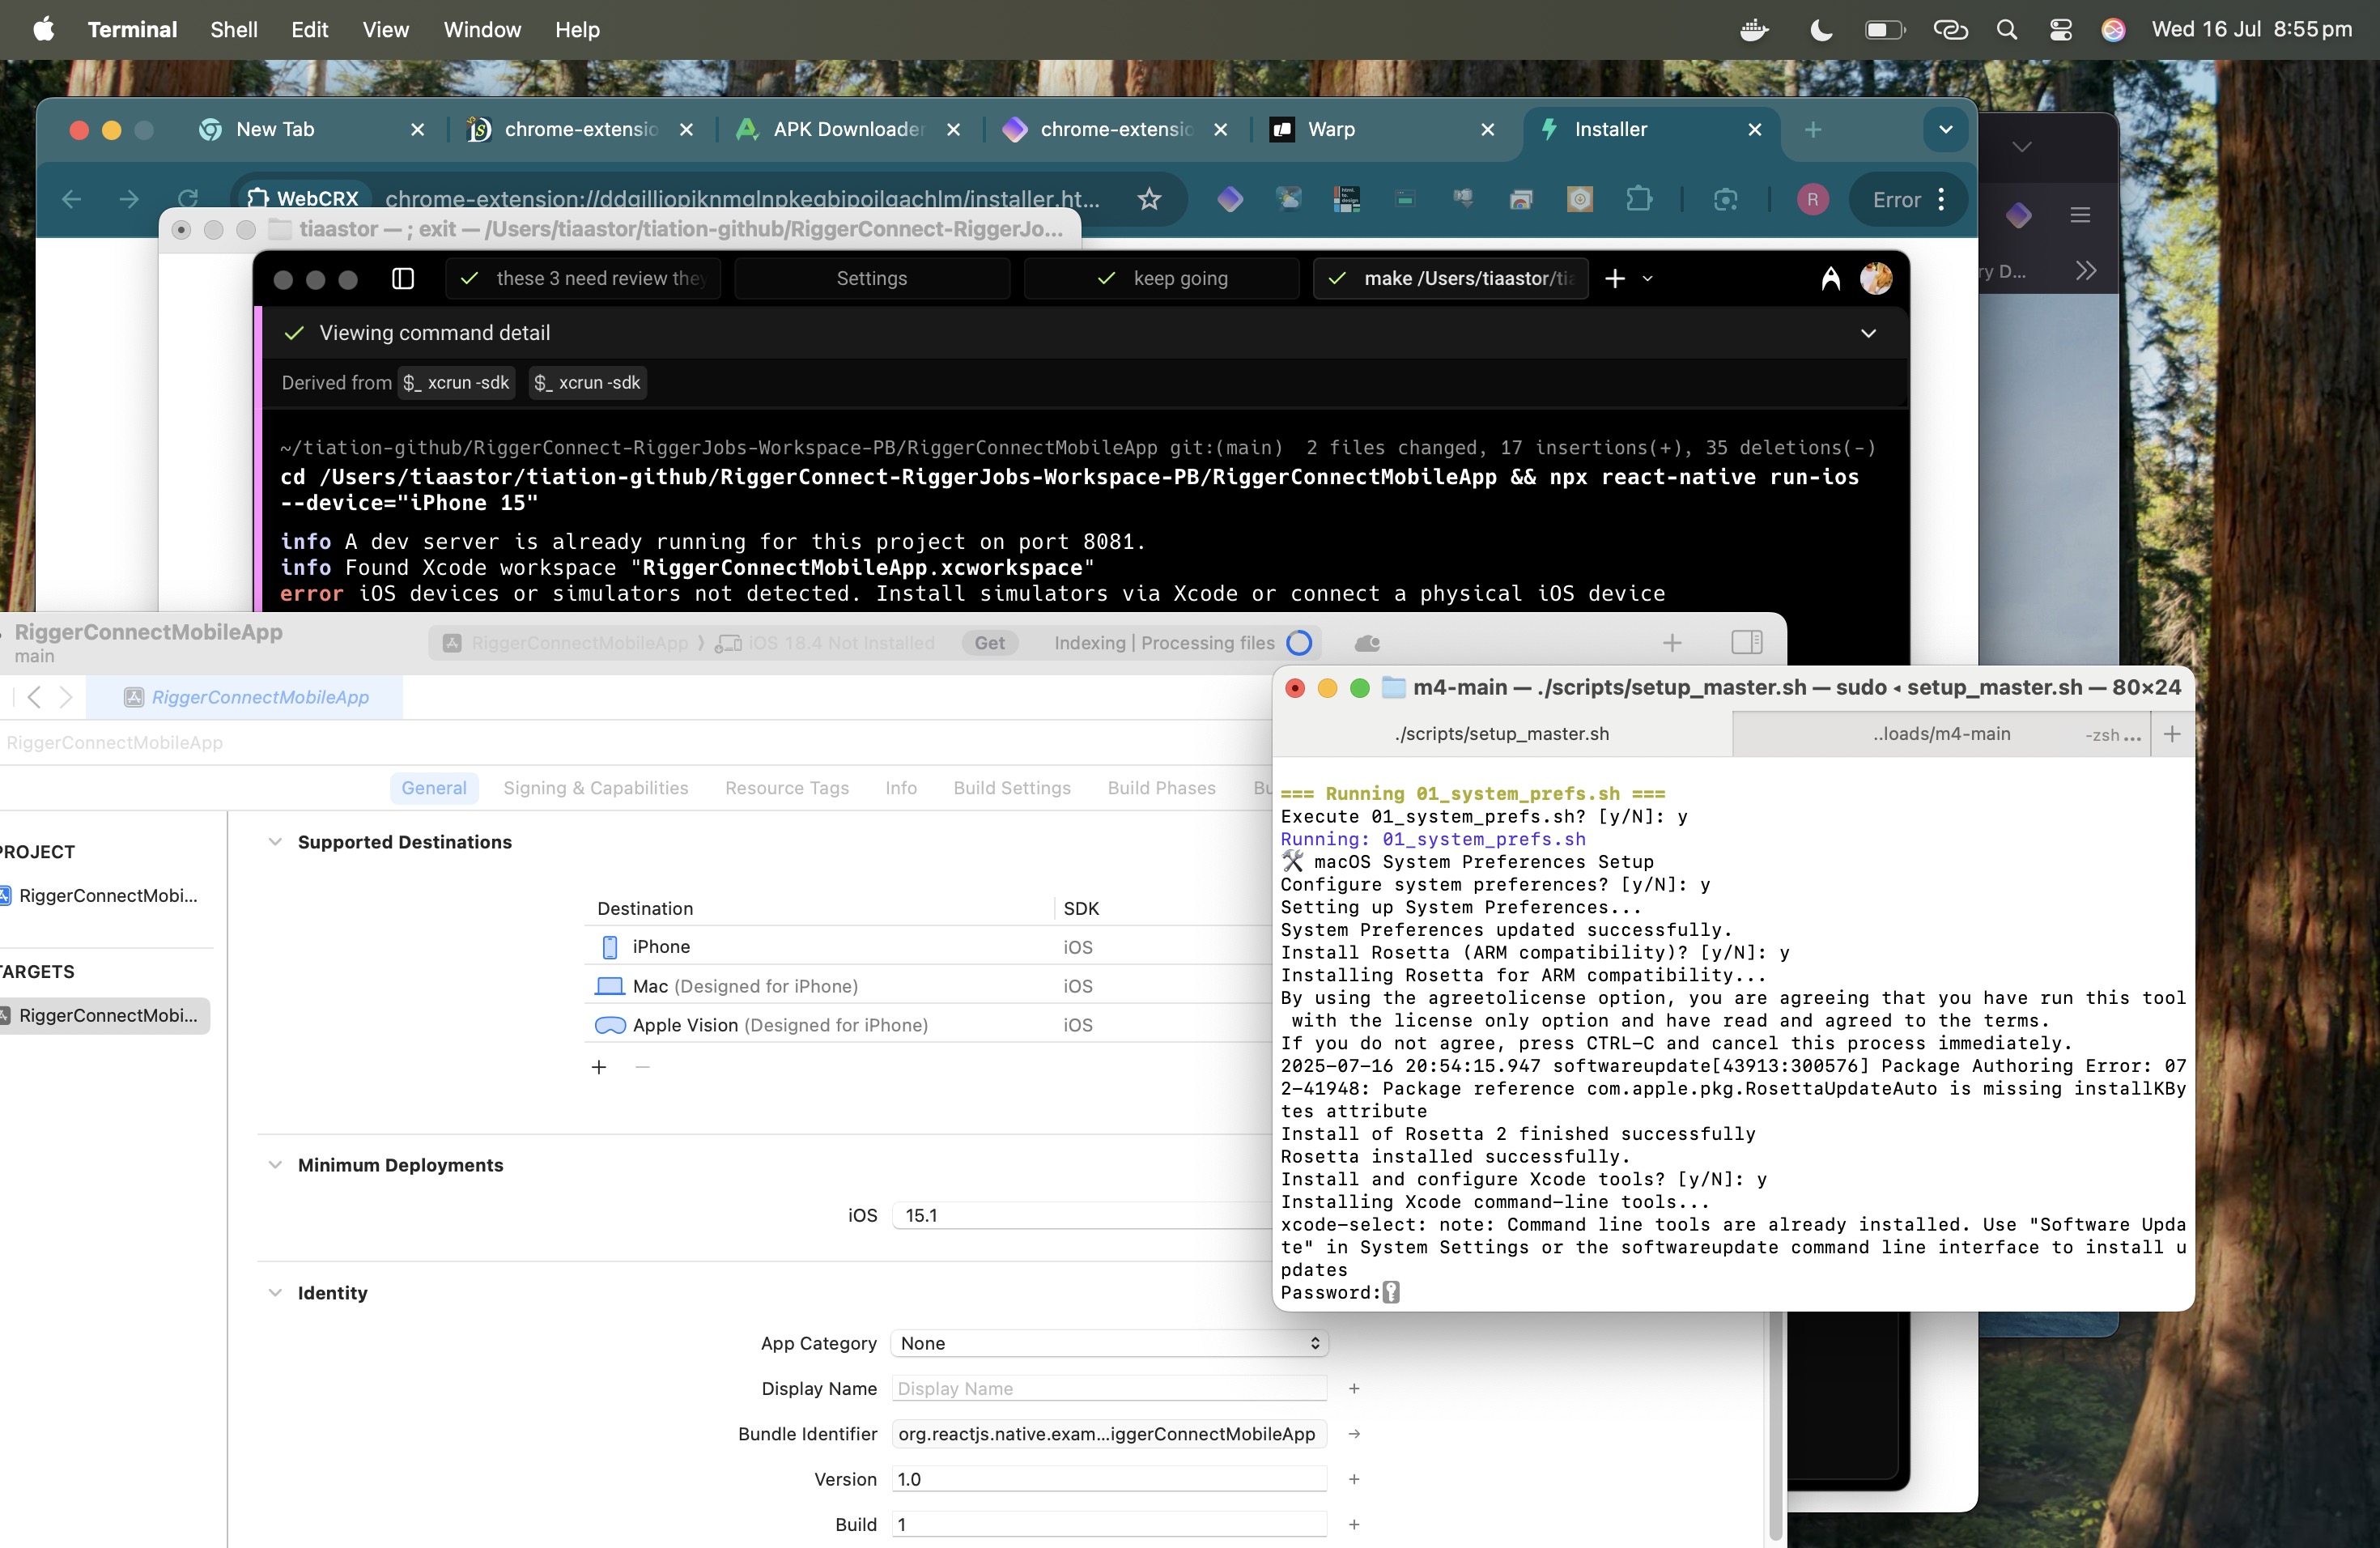 Terminal Shell Edit View Window Help Wed 16 Jul 8:55 pm
New Tab chrome-extensio APK Downloader chrome-extensio Warp Installer
WebCRX chrome-extension://ddgilliopjknmglnpkegbjpoilgachlm/installer.ht... R Error
tiaastor — ; exit — /Users/tiaastor/tiation-github/RiggerConnect-RiggerJo...
ry D...
these 3 need review they Settings keep going make /Users/tiaastor/tia
Viewing command detail
Derived from $_ xcrun -sdk $_ xcrun -sdk
~/tiation-github/RiggerConnect-RiggerJobs-Workspace-PB/RiggerConnectMobileApp git:(main) 2 files changed, 17 insertions(+), 35 deletions(-)
cd /Users/tiaastor/tiation-github/RiggerConnect-RiggerJobs-Workspace-PB/RiggerConnectMobileApp && npx react-native run-ios
--device="iPhone 15"
info A dev server is already running for this project on port 8081.
info Found Xcode workspace "RiggerConnectMobileApp.xcworkspace"
error iOS devices or simulators not detected. Install simulators via Xcode or connect a physical iOS device
RiggerConnectMobileApp
main
RiggerConnectMobileApp ⟩ iOS 18.4 Not Installed Get Indexing | Processing files
RiggerConnectMobileApp
RiggerConnectMobileApp
General Signing & Capabilities Resource Tags Info Build Settings Build Phases Bu
PROJECT
RiggerConnectMobi...
TARGETS
RiggerConnectMobi...
Supported Destinations
Destination SDK
iPhone iOS
Mac (Designed for iPhone) iOS
Apple Vision (Designed for iPhone) iOS
+ —
Minimum Deployments
iOS 15.1
Identity
App Category None
Display Name Display Name +
Bundle Identifier org.reactjs.native.exam...iggerConnectMobileApp
Version 1.0 +
Build 1 +
m4-main — ./scripts/setup_master.sh — sudo ◂ setup_master.sh — 80×24
./scripts/setup_master.sh ..loads/m4-main -zsh ... +
=== Running 01_system_prefs.sh ===
Execute 01_system_prefs.sh? [y/N]: y
Running: 01_system_prefs.sh
🛠 macOS System Preferences Setup
Configure system preferences? [y/N]: y
Setting up System Preferences...
System Preferences updated successfully.
Install Rosetta (ARM compatibility)? [y/N]: y
Installing Rosetta for ARM compatibility...
By using the agreetolicense option, you are agreeing that you have run this tool
with the license only option and have read and agreed to the terms.
If you do not agree, press CTRL-C and cancel this process immediately.
2025-07-16 20:54:15.947 softwareupdate[43913:300576] Package Authoring Error: 07
2-41948: Package reference com.apple.pkg.RosettaUpdateAuto is missing installKBy
tes attribute
Install of Rosetta 2 finished successfully
Rosetta installed successfully.
Install and configure Xcode tools? [y/N]: y
Installing Xcode command-line tools...
xcode-select: note: Command line tools are already installed. Use "Software Upda
te" in System Settings or the softwareupdate command line interface to install u
pdates
Password: